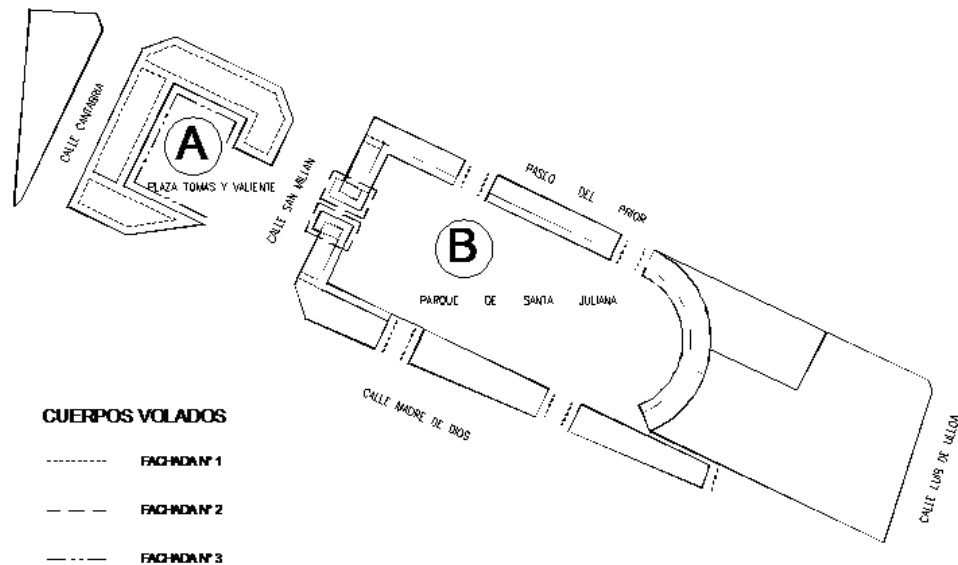 CALLE CANTABRIA
A
PLAZA TOMAS Y VALIENTE
CALLE SAN MILLAN
PASEO DEL PRIOR
B
PARQUE DE SANTA JULIANA
CALLE MADRE DE DIOS
CALLE LUIS DE ULLOA
CUERPOS VOLADOS
FACHADA Nº 1
FACHADA Nº 2
FACHADA Nº 3